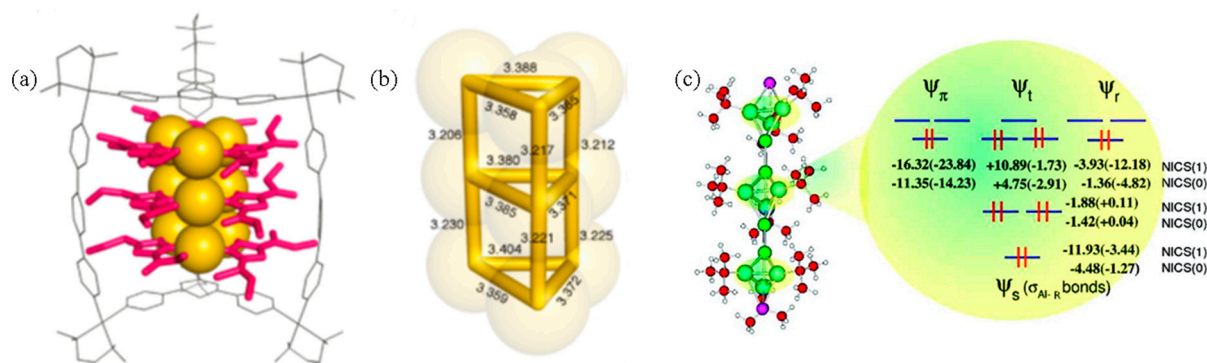 (a)
(b)
3.388
3.358
3.365
3.206
3.217
3.212
3.380
3.385
3.371
3.230
3.221
3.225
3.404
3.359
3.372
(c)
Ψπ Ψt Ψr
-16.32(-23.84) +10.89(-1.73) -3.93(-12.18) NICS(1)
-11.35(-14.23) +4.75(-2.91) -1.36(-4.82) NICS(0)
-1.88(+0.11) NICS(1)
-1.42(+0.04) NICS(0)
-11.93(-3.44) NICS(1)
-4.48(-1.27) NICS(0)
Ψs (σAl-R bonds)